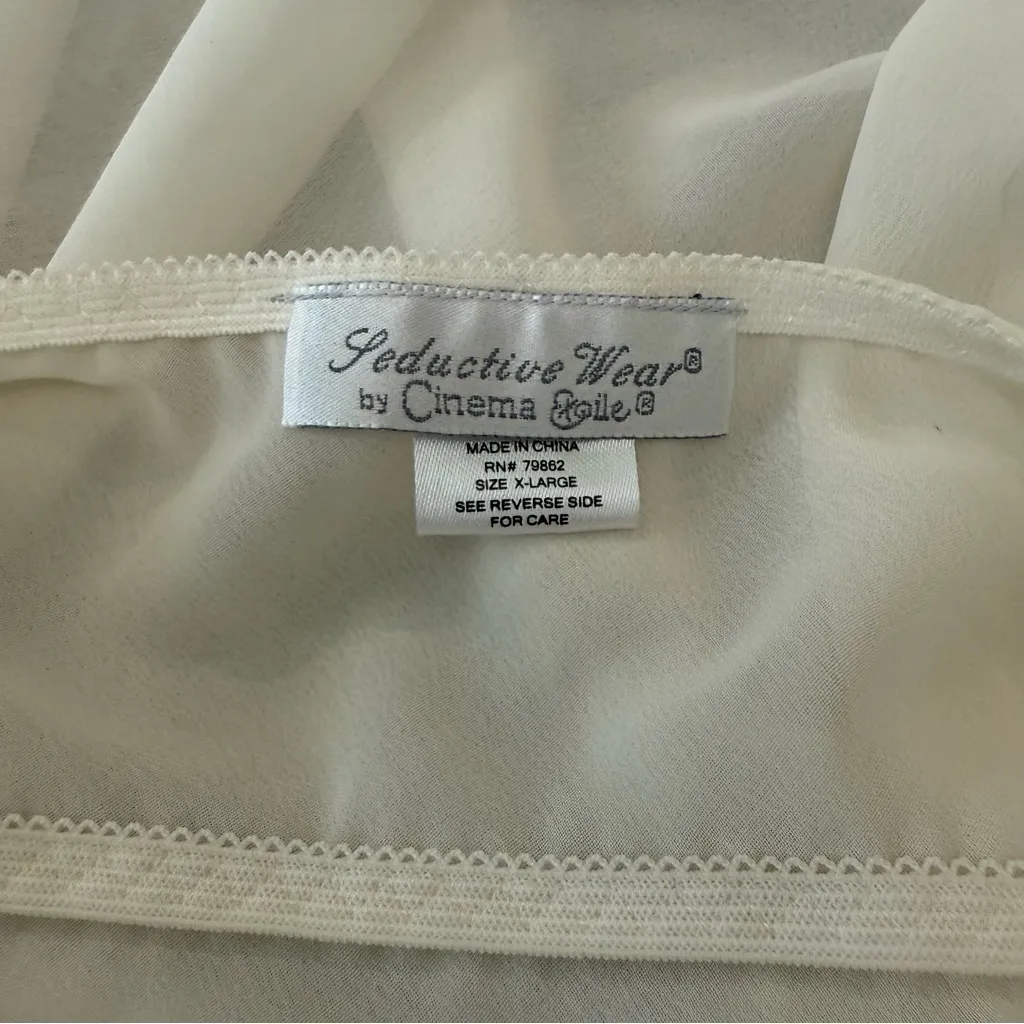 Seductive Wear®
by Cinema Etoile®
MADE IN CHINA
RN# 79862
SIZE X-LARGE
SEE REVERSE SIDE
FOR CARE